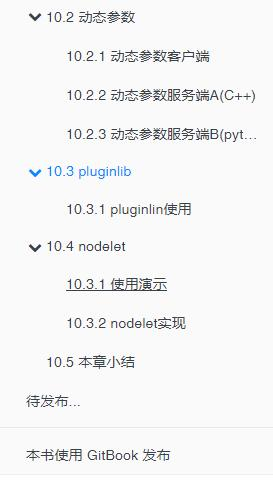 10.2 动态参数
10.2.1 动态参数客户端
10.2.2 动态参数服务端A(C++)
10.2.3 动态参数服务端B(pyt...
10.3 pluginlib
10.3.1 pluginlin使用
10.4 nodelet
10.3.1 使用演示
10.3.2 nodelet实现
10.5 本章小结
待发布...
本书使用 GitBook 发布